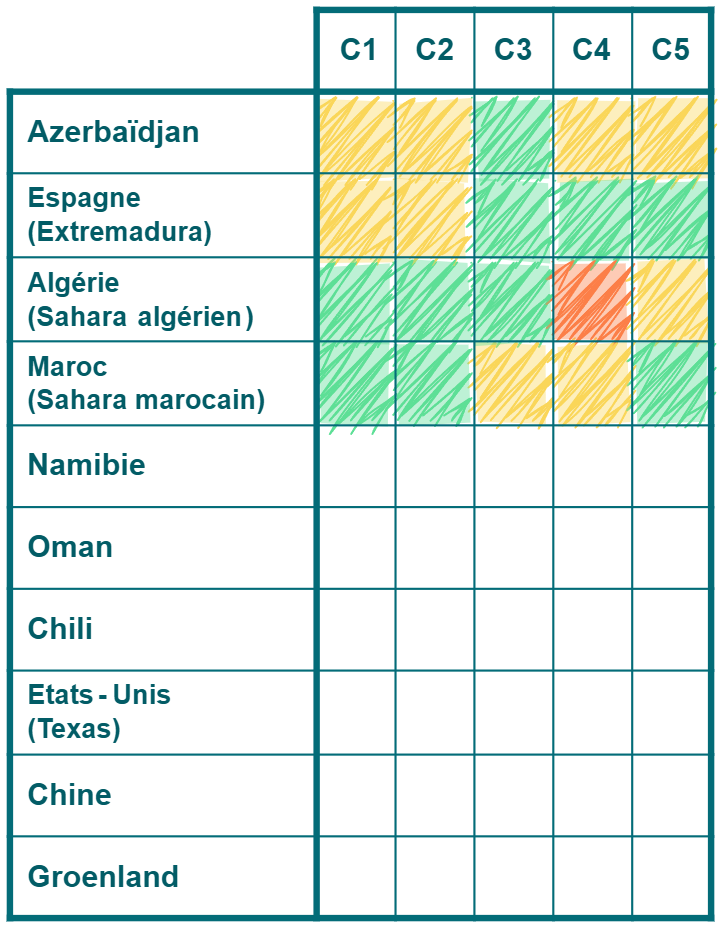 C1 C2 C3 C4 C5
Azerbaïdjan
Espagne
(Extremadura)
Algérie
(Sahara algérien)
Maroc
(Sahara marocain)
Namibie
Oman
Chili
Etats-Unis
(Texas)
Chine
Groenland